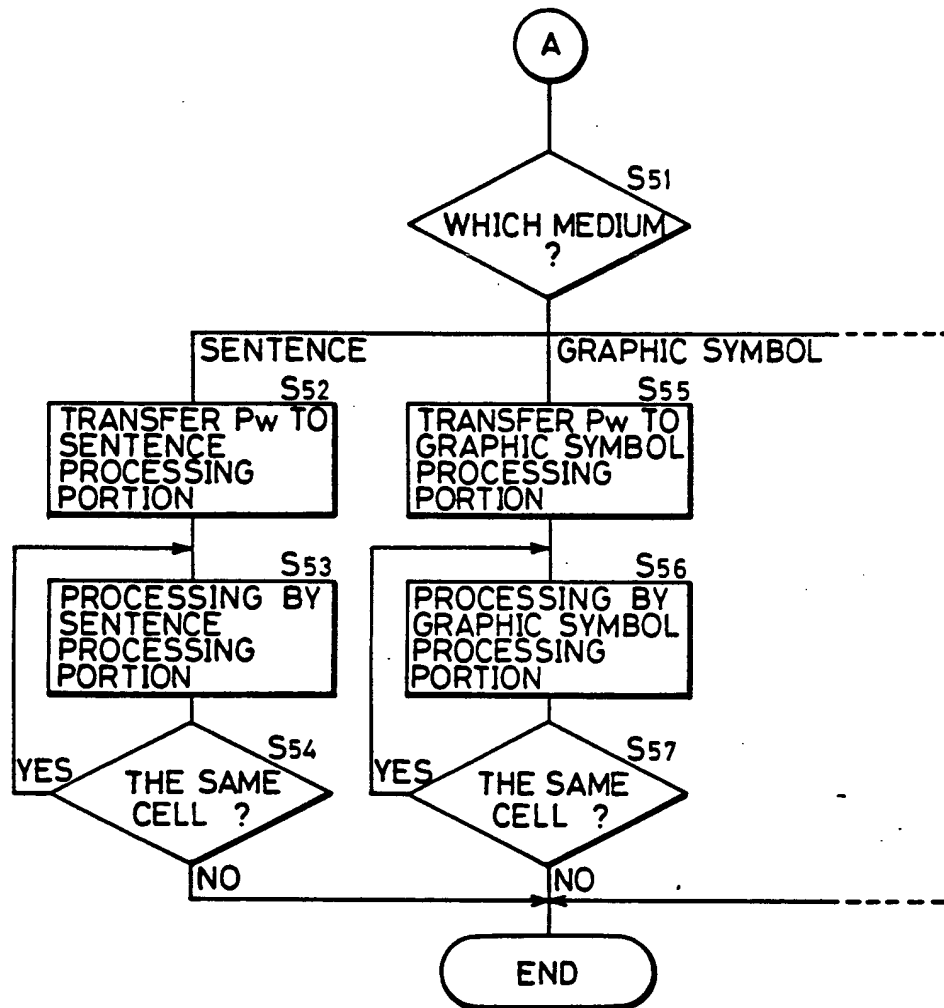 A
S51
WHICH MEDIUM
?
SENTENCE
GRAPHIC SYMBOL
S52
TRANSFER Pw TO
SENTENCE
PROCESSING
PORTION
S55
TRANSFER Pw TO
GRAPHIC SYMBOL
PROCESSING
PORTION
S53
PROCESSING BY
SENTENCE
PROCESSING
PORTION
S56
PROCESSING BY
GRAPHIC SYMBOL
PROCESSING
PORTION
S54
YES
THE SAME
CELL ?
NO
S57
YES
THE SAME
CELL ?
NO
END